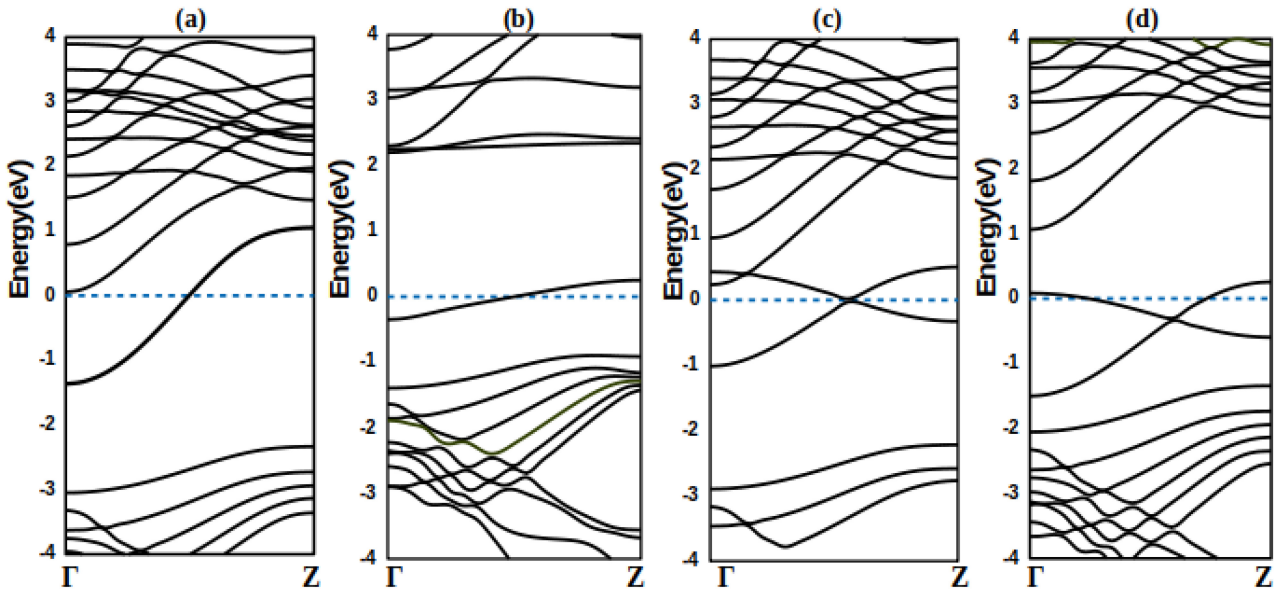 (a) (b) (c) (d)
4 4 4 4
3 3 3 3
2 2 2 2
1 1 1 1
0 0 0 0
-1 -1 -1 -1
-2 -2 -2 -2
-3 -3 -3 -3
-4 -4 -4 -4
Energy(eV) Energy(eV) Energy(eV) Energy(eV)
Γ Z Γ Z Γ Z Γ Z